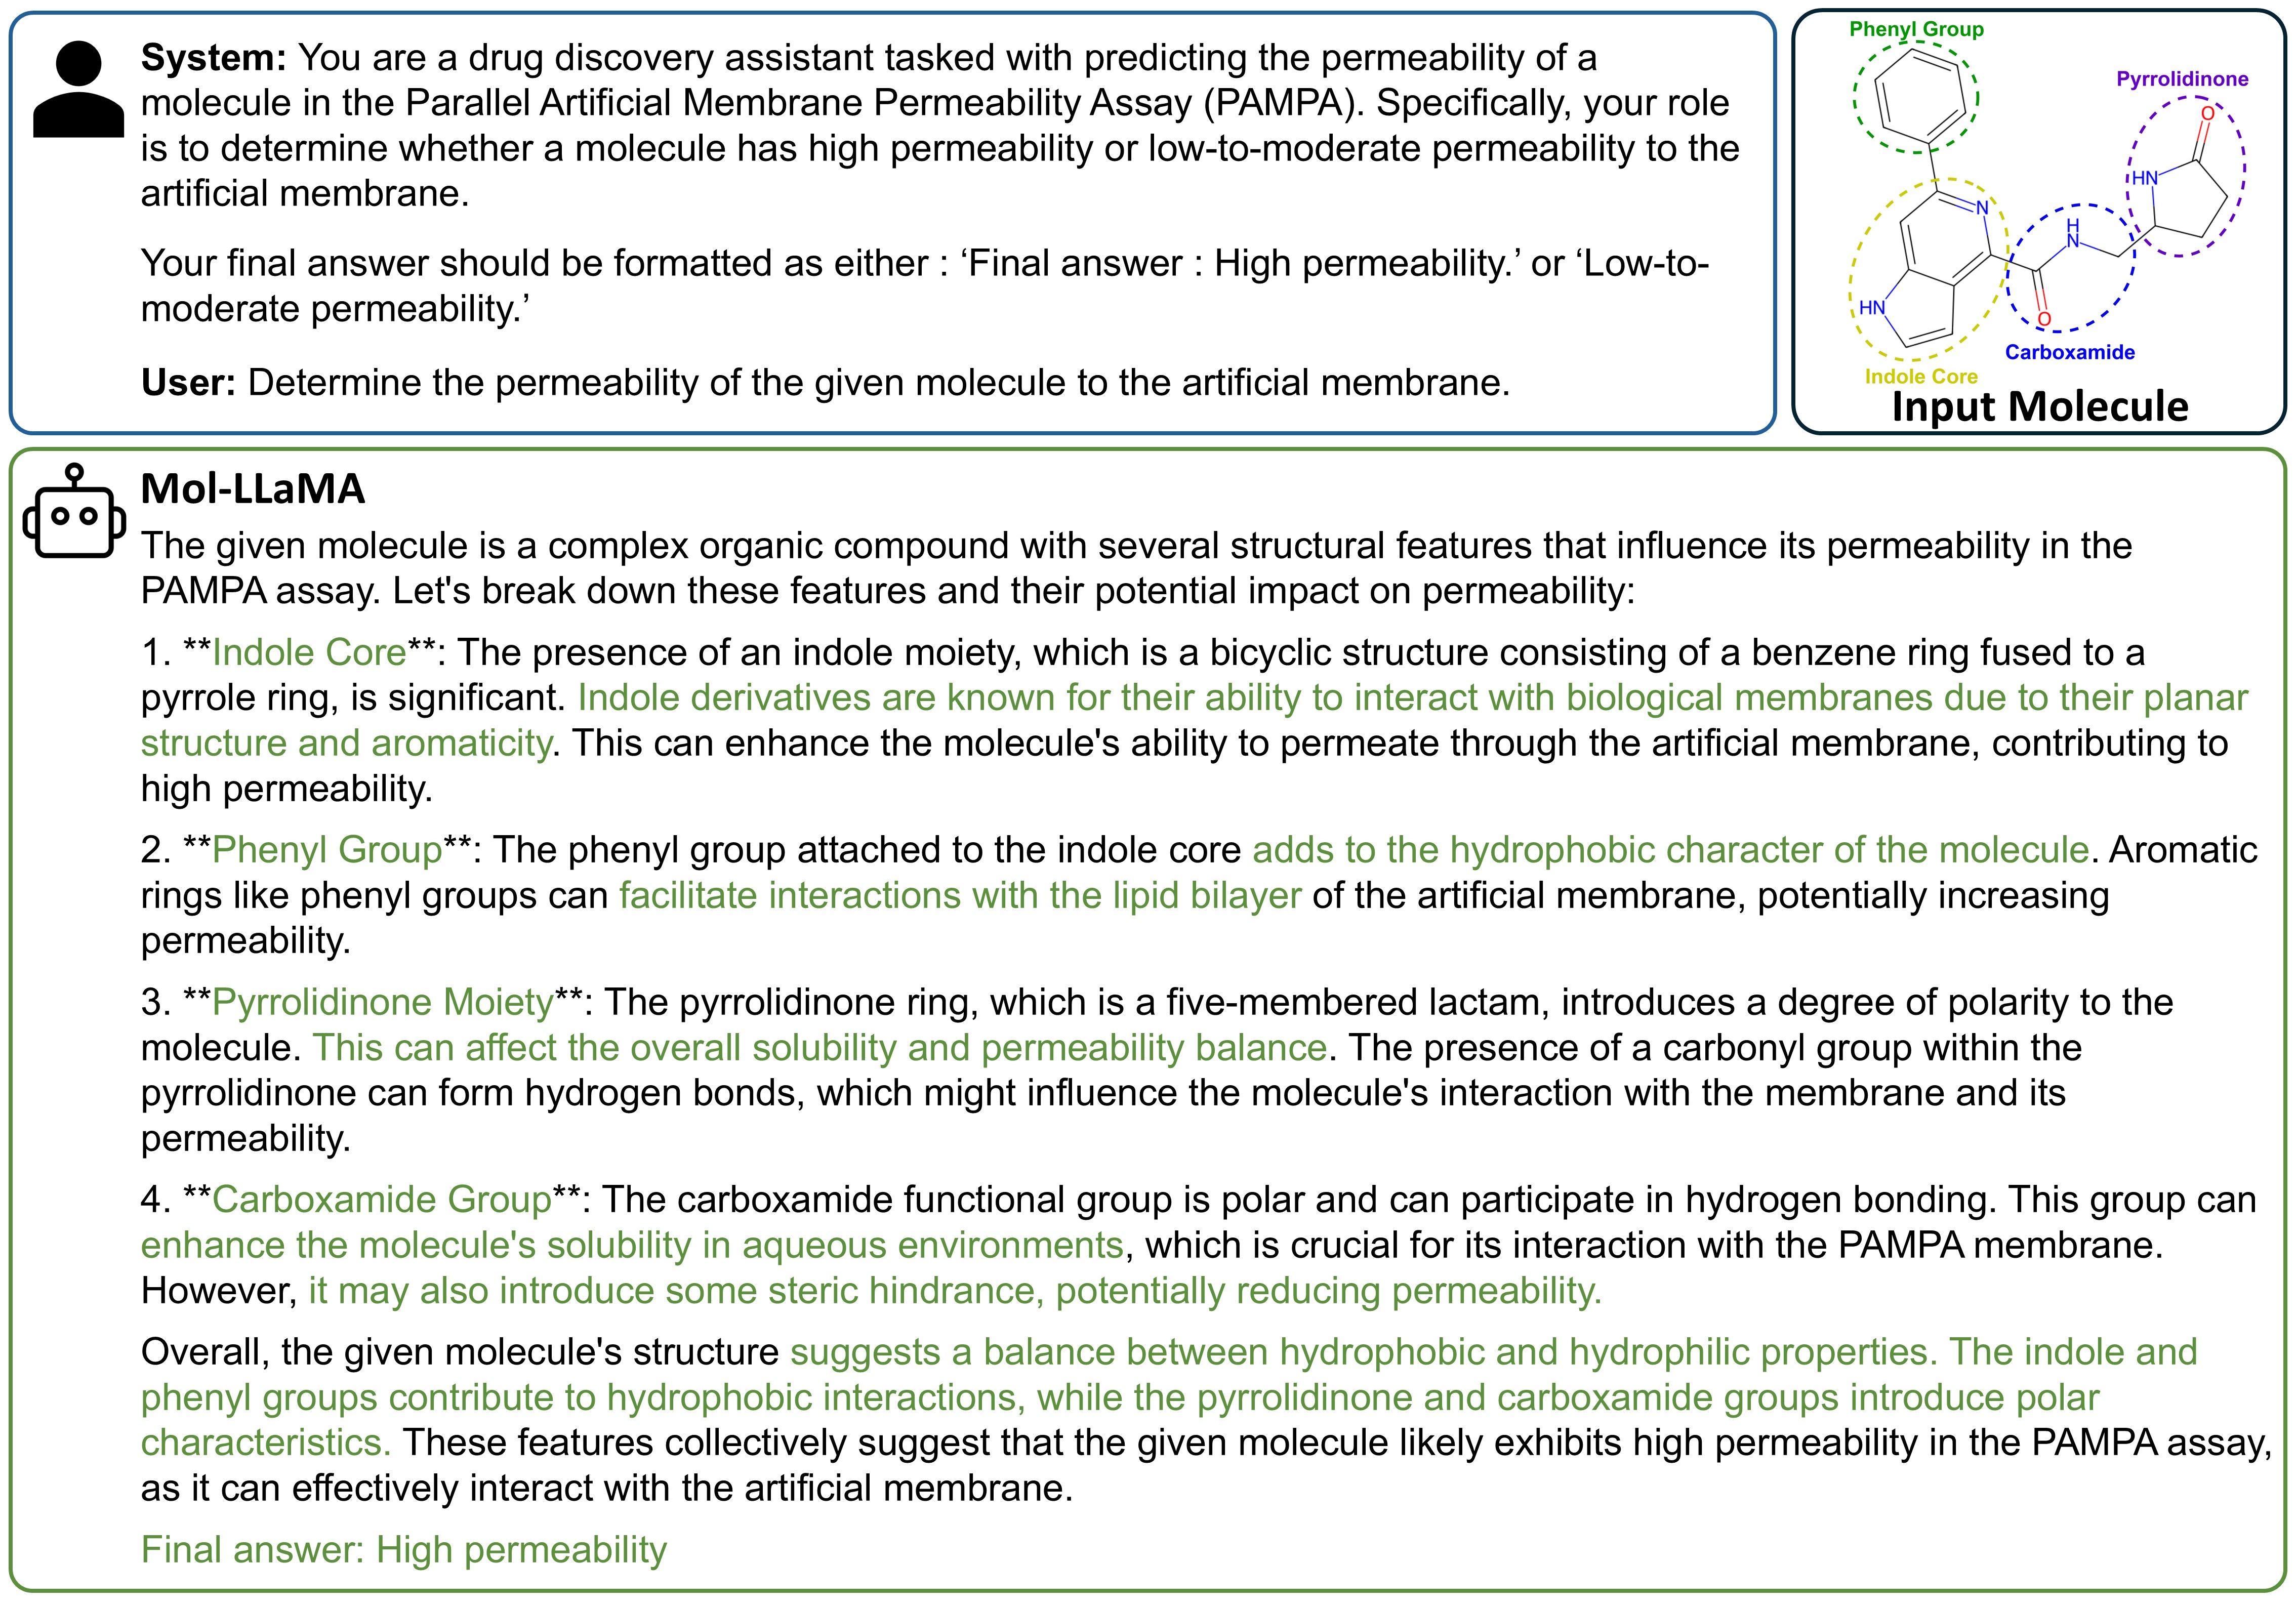 System: You are a drug discovery assistant tasked with predicting the permeability of a
molecule in the Parallel Artificial Membrane Permeability Assay (PAMPA). Specifically, your role
is to determine whether a molecule has high permeability or low-to-moderate permeability to the
artificial membrane.
Your final answer should be formatted as either : ‘Final answer : High permeability.’ or ‘Low-to-
moderate permeability.’
User: Determine the permeability of the given molecule to the artificial membrane.
Phenyl Group
Pyrrolidinone
O
HN
N
H
N
HN
O
Carboxamide
Indole Core
Input Molecule
Mol-LLaMA
The given molecule is a complex organic compound with several structural features that influence its permeability in the
PAMPA assay. Let's break down these features and their potential impact on permeability:
1. **Indole Core**: The presence of an indole moiety, which is a bicyclic structure consisting of a benzene ring fused to a
pyrrole ring, is significant. Indole derivatives are known for their ability to interact with biological membranes due to their planar
structure and aromaticity. This can enhance the molecule's ability to permeate through the artificial membrane, contributing to
high permeability.
2. **Phenyl Group**: The phenyl group attached to the indole core adds to the hydrophobic character of the molecule. Aromatic
rings like phenyl groups can facilitate interactions with the lipid bilayer of the artificial membrane, potentially increasing
permeability.
3. **Pyrrolidinone Moiety**: The pyrrolidinone ring, which is a five-membered lactam, introduces a degree of polarity to the
molecule. This can affect the overall solubility and permeability balance. The presence of a carbonyl group within the
pyrrolidinone can form hydrogen bonds, which might influence the molecule's interaction with the membrane and its
permeability.
4. **Carboxamide Group**: The carboxamide functional group is polar and can participate in hydrogen bonding. This group can
enhance the molecule's solubility in aqueous environments, which is crucial for its interaction with the PAMPA membrane.
However, it may also introduce some steric hindrance, potentially reducing permeability.
Overall, the given molecule's structure suggests a balance between hydrophobic and hydrophilic properties. The indole and
phenyl groups contribute to hydrophobic interactions, while the pyrrolidinone and carboxamide groups introduce polar
characteristics. These features collectively suggest that the given molecule likely exhibits high permeability in the PAMPA assay,
as it can effectively interact with the artificial membrane.
Final answer: High permeability